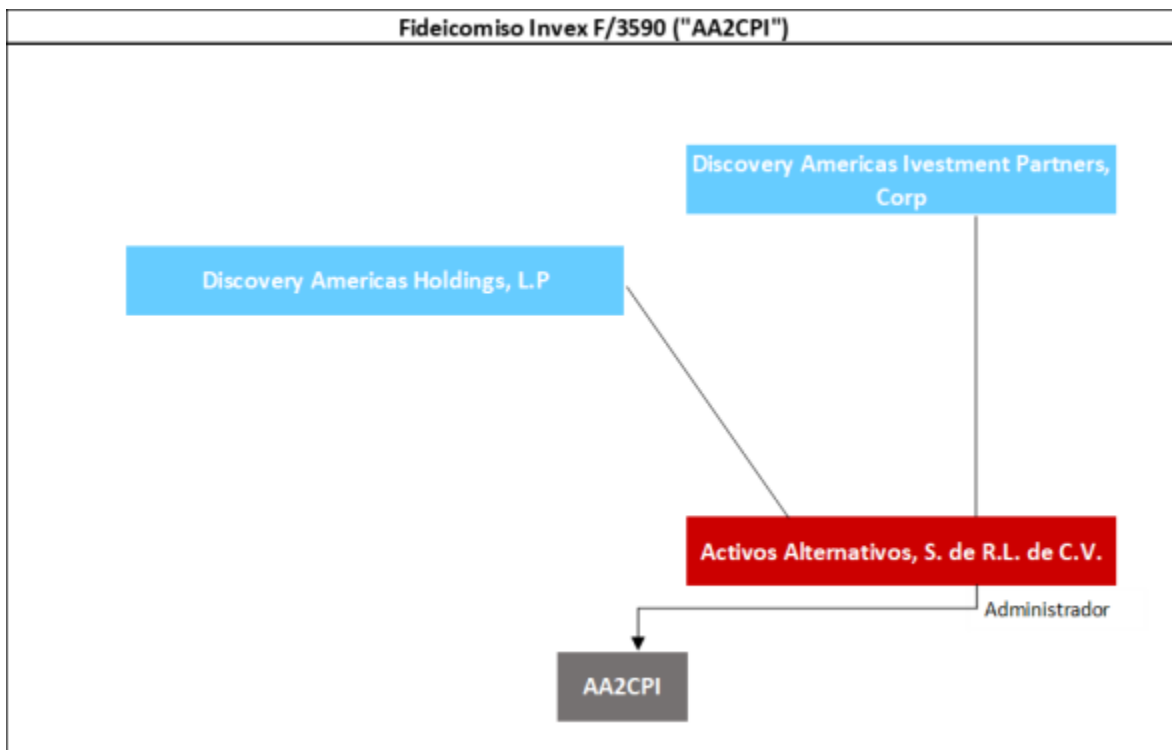 Fideicomiso Invex F/3590 ("AA2CPI")
Discovery Americas Ivestment Partners,
Corp
Discovery Americas Holdings, L.P
Activos Alternativos, S. de R.L. de C.V.
Administrador
AA2CPI